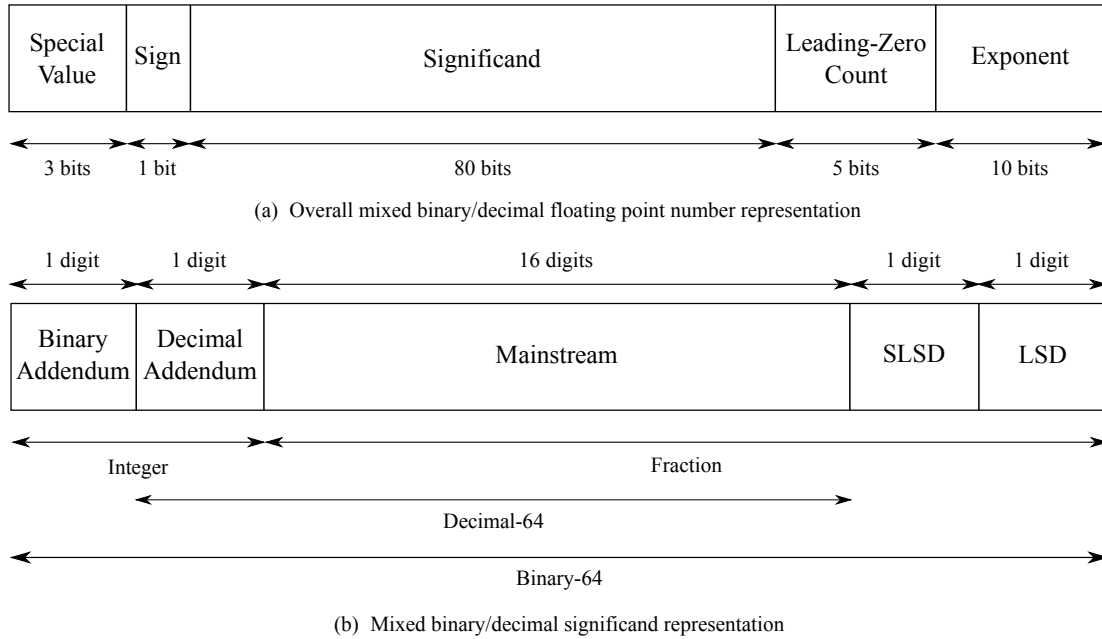 Special Value
Sign
Significand
Leading-Zero Count
Exponent
3 bits
1 bit
80 bits
5 bits
10 bits
(a) Overall mixed binary/decimal floating point number representation
1 digit
1 digit
16 digits
1 digit
1 digit
Binary Addendum
Decimal Addendum
Mainstream
SLSD
LSD
Integer
Fraction
Decimal-64
Binary-64
(b) Mixed binary/decimal significand representation